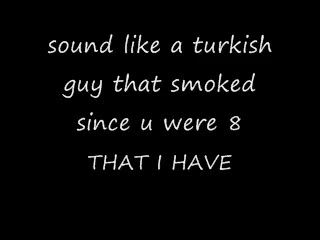 sound like a turkish
guy that smoked
since u were 8
THAT I HAVE